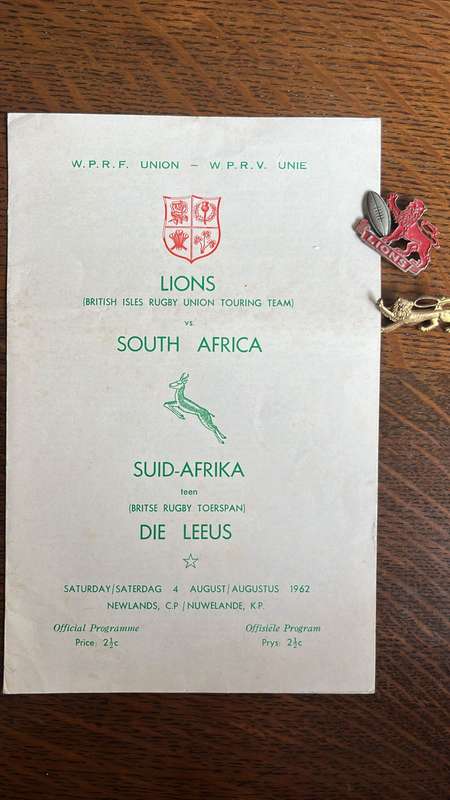 W.P.R.F. UNION – W P.R.V. UNIE
LIONS
(BRITISH ISLES RUGBY UNION TOURING TEAM)
vs.
SOUTH AFRICA
SUID-AFRIKA
teen
(BRITSE RUGBY TOERSPAN)
DIE LEEUS
SATURDAY/SATERDAG 4 AUGUST/AUGUSTUS 1962
NEWLANDS, C.P / NUWELANDE, K.P.
Official Programme
Price: 2½c
Offisiële Program
Prys: 2½c
LIONS